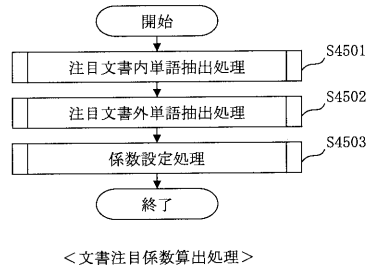 開始
注目文書内単語抽出処理
S4501
注目文書外単語抽出処理
S4502
係数設定処理
S4503
終了
＜文書注目係数算出処理＞